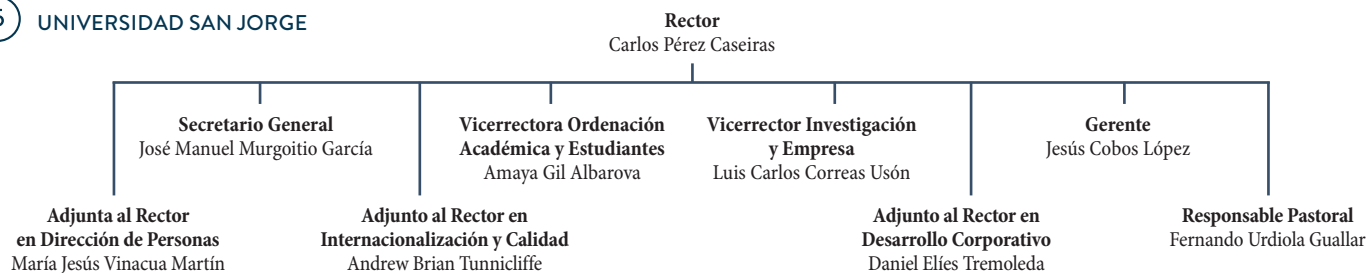 5
UNIVERSIDAD SAN JORGE
Rector
Carlos Pérez Caseiras
Secretario General
José Manuel Murgoitio García
Vicerrectora Ordenación
Académica y Estudiantes
Amaya Gil Albarova
Vicerrector Investigación
y Empresa
Luis Carlos Correas Usón
Gerente
Jesús Cobos López
Adjunta al Rector
en Dirección de Personas
María Jesús Vinacua Martín
Adjunto al Rector en
Internacionalización y Calidad
Andrew Brian Tunnicliffe
Adjunto al Rector en
Desarrollo Corporativo
Daniel Elíes Tremoleda
Responsable Pastoral
Fernando Urdiola Guallar